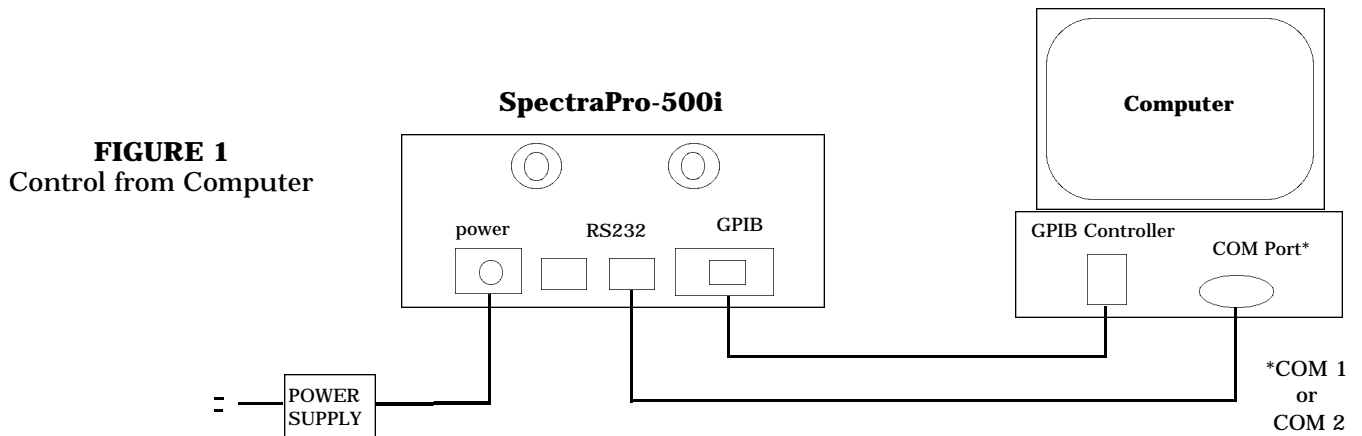 FIGURE 1
Control from Computer
SpectraPro-500i
power
RS232
GPIB
Computer
GPIB Controller
COM Port*
POWER
SUPPLY
*COM 1
or
COM 2